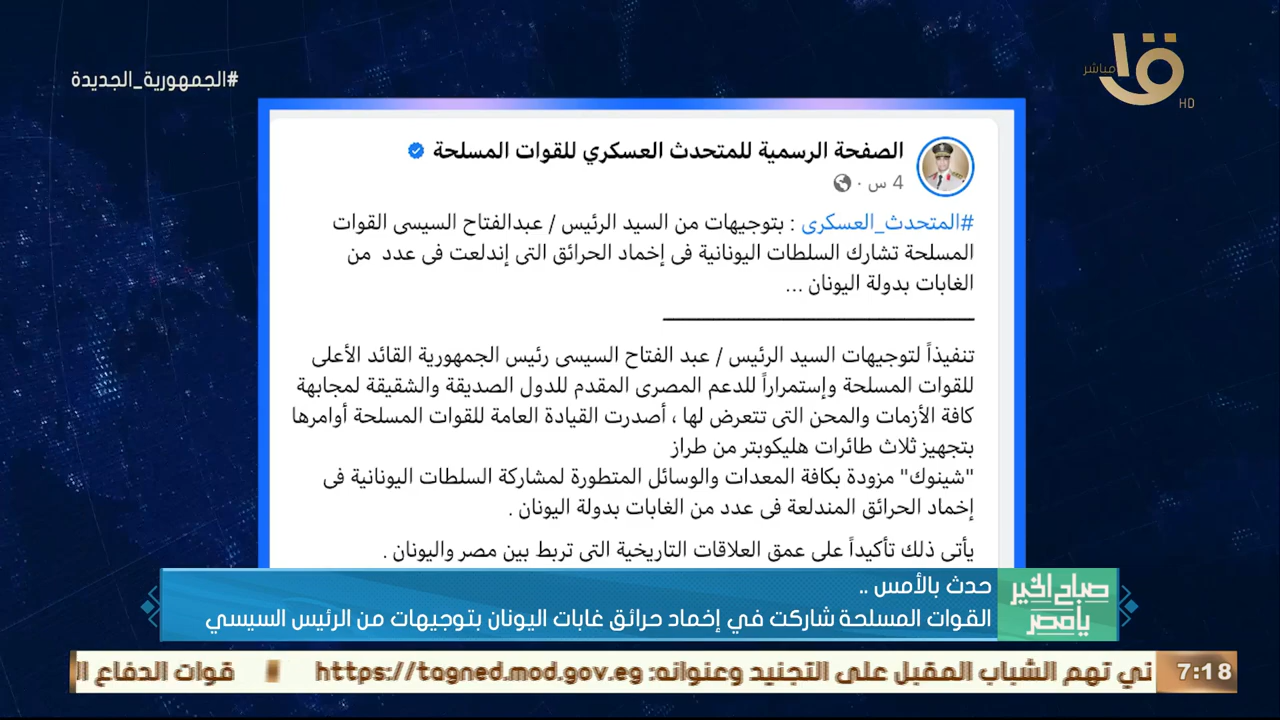 #الجمهورية_الجديدة
مباشر
HD
الصفحة الرسمية للمتحدث العسكري للقوات المسلحة
4 س ·
#المتحدث_العسكرى : بتوجيهات من السيد الرئيس / عبدالفتاح السيسى القوات
المسلحة تشارك السلطات اليونانية فى إخماد الحرائق التى إندلعت فى عدد من
الغابات بدولة اليونان ...
تنفيذاً لتوجيهات السيد الرئيس / عبد الفتاح السيسى رئيس الجمهورية القائد الأعلى
للقوات المسلحة وإستمراراً للدعم المصرى المقدم للدول الصديقة والشقيقة لمجابهة
كافة الأزمات والمحن التى تتعرض لها ، أصدرت القيادة العامة للقوات المسلحة أوامرها
بتجهيز ثلاث طائرات هليكوبتر من طراز
"شينوك" مزودة بكافة المعدات والوسائل المتطورة لمشاركة السلطات اليونانية فى
إخماد الحرائق المندلعة فى عدد من الغابات بدولة اليونان .
يأتى ذلك تأكيداً على عمق العلاقات التاريخية التى تربط بين مصر واليونان .
صباح الخير
يا مصر
حدث بالأمس ..
القوات المسلحة شاركت في إخماد حرائق غابات اليونان بتوجيهات من الرئيس السيسي
7:18
تي تهم الشباب المقبل على التجنيد وعنوانه: https://tagned.mod.gov.eg
قوات الدفاع ال